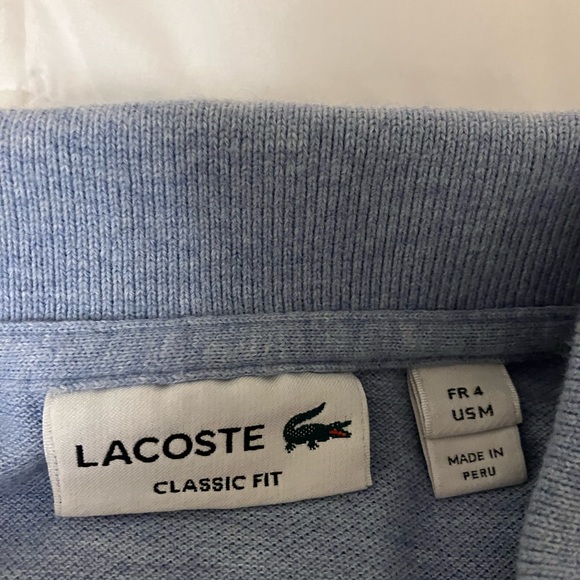 LACOSTE
CLASSIC FIT
FR 4
US M
MADE IN
PERU